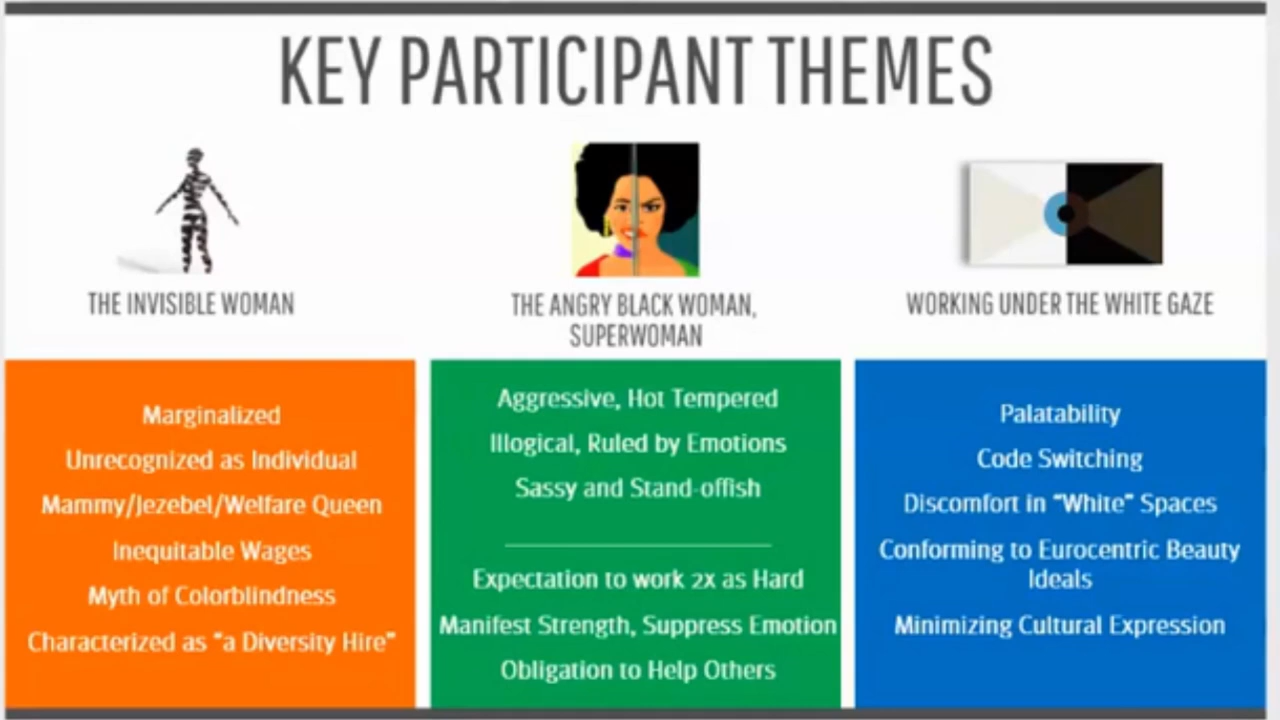 KEY PARTICIPANT THEMES
THE INVISIBLE WOMAN
Marginalized
Unrecognized as Individual
Mammy/Jezebel/Welfare Queen
Inequitable Wages
Myth of Colorblindness
Characterized as “a Diversity Hire”
THE ANGRY BLACK WOMAN,
SUPERWOMAN
Aggressive, Hot Tempered
Illogical, Ruled by Emotions
Sassy and Stand-offish
Expectation to work 2x as Hard
Manifest Strength, Suppress Emotion
Obligation to Help Others
WORKING UNDER THE WHITE GAZE
Palatability
Code Switching
Discomfort in “White” Spaces
Conforming to Eurocentric Beauty
Ideals
Minimizing Cultural Expression